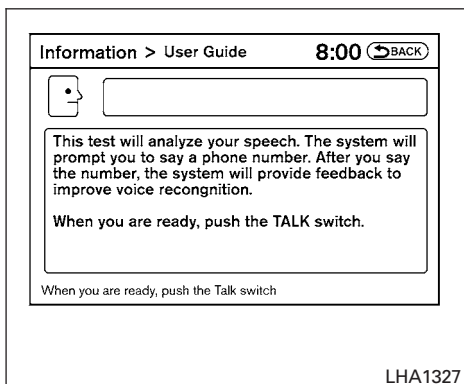 Information > User Guide 8:00 BACK
This test will analyze your speech. The system will
prompt you to say a phone number. After you say
the number, the system will provide feedback to
improve voice recongnition.
When you are ready, push the TALK switch.
When you are ready, push the Talk switch
LHA1327